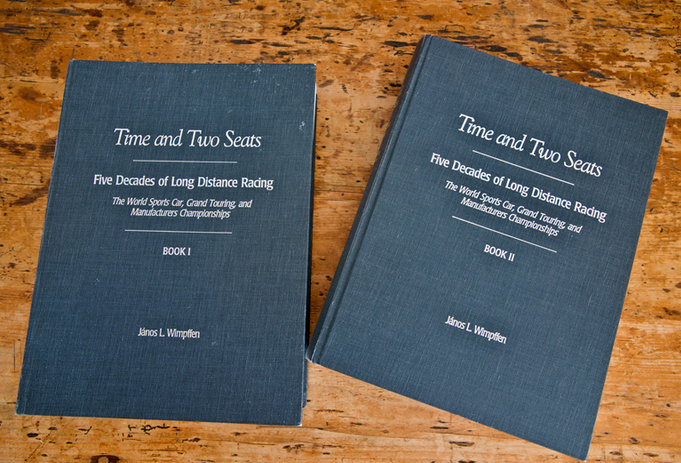 Time and Two Seats
Five Decades of Long Distance Racing
The World Sports Car, Grand Touring, and
Manufacturers Championships
BOOK I
János L. Wimpffen
Time and Two Seats
Five Decades of Long Distance Racing
The World Sports Car, Grand Touring, and
Manufacturers Championships
BOOK II
János L. Wimpffen